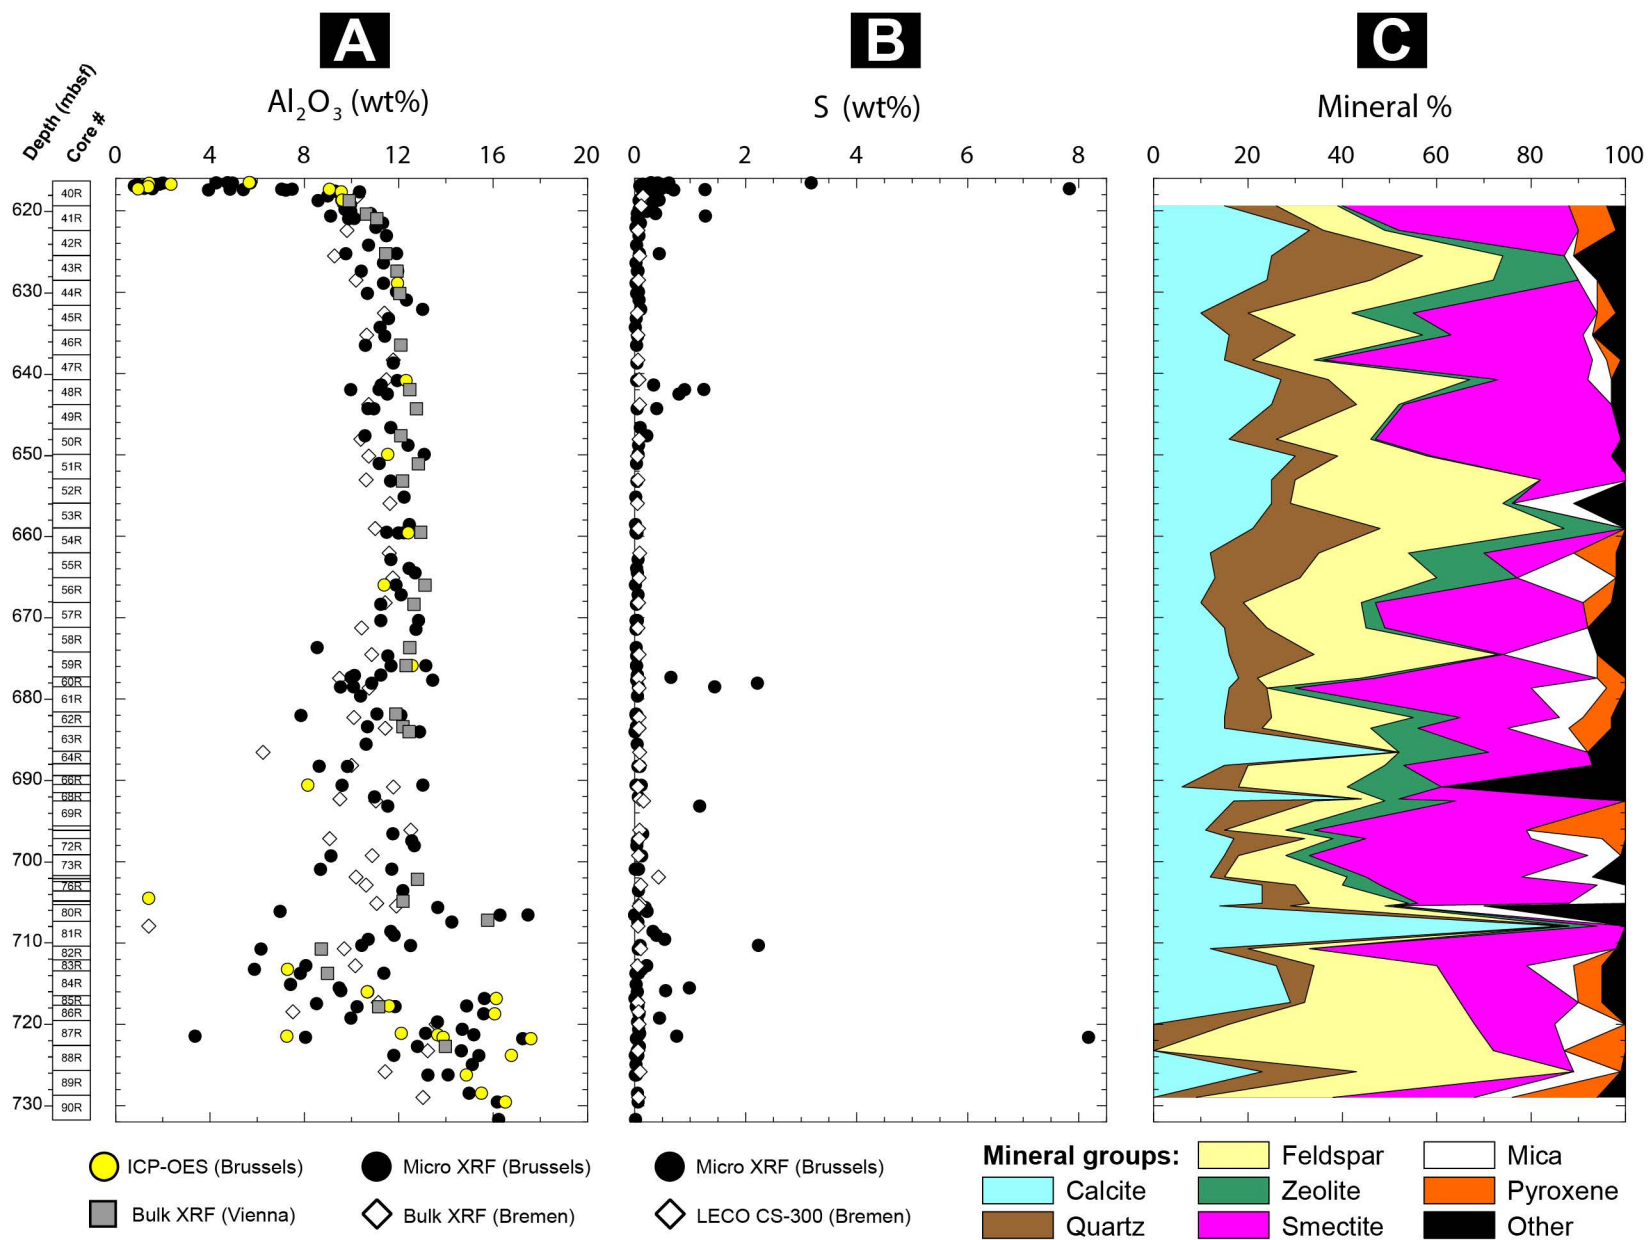 A
B
C
Al₂O₃ (wt%)
S (wt%)
Mineral %
Depth (mbsf)
Core #
0 4 8 12 16 20
0 2 4 6 8
0 20 40 60 80 100
40R
620
41R
42R
43R
630
44R
45R
46R
47R
640
48R
49R
50R
650
51R
52R
53R
660
54R
55R
56R
670
57R
58R
59R
60R
680
61R
62R
63R
64R
690
66R
68R
69R
72R
700
73R
76R
80R
81R
710
82R
83R
84R
85R
86R
720
87R
88R
89R
730
90R
ICP-OES (Brussels)
Micro XRF (Brussels)
Bulk XRF (Vienna)
Bulk XRF (Bremen)
Micro XRF (Brussels)
LECO CS-300 (Bremen)
Mineral groups:
Calcite
Quartz
Feldspar
Zeolite
Smectite
Mica
Pyroxene
Other